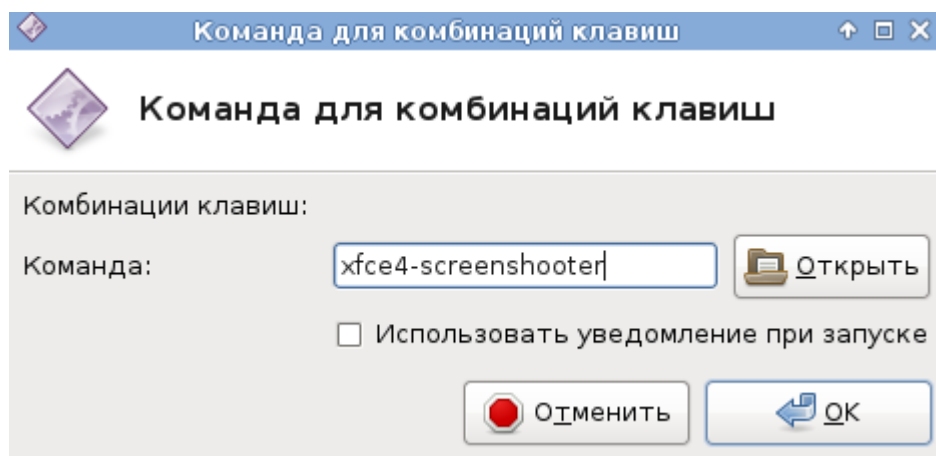 Команда для комбинаций клавиш
Команда для комбинаций клавиш
Комбинации клавиш:
Команда: xfce4-screenshooter Открыть
Использовать уведомление при запуске
Отменить OK